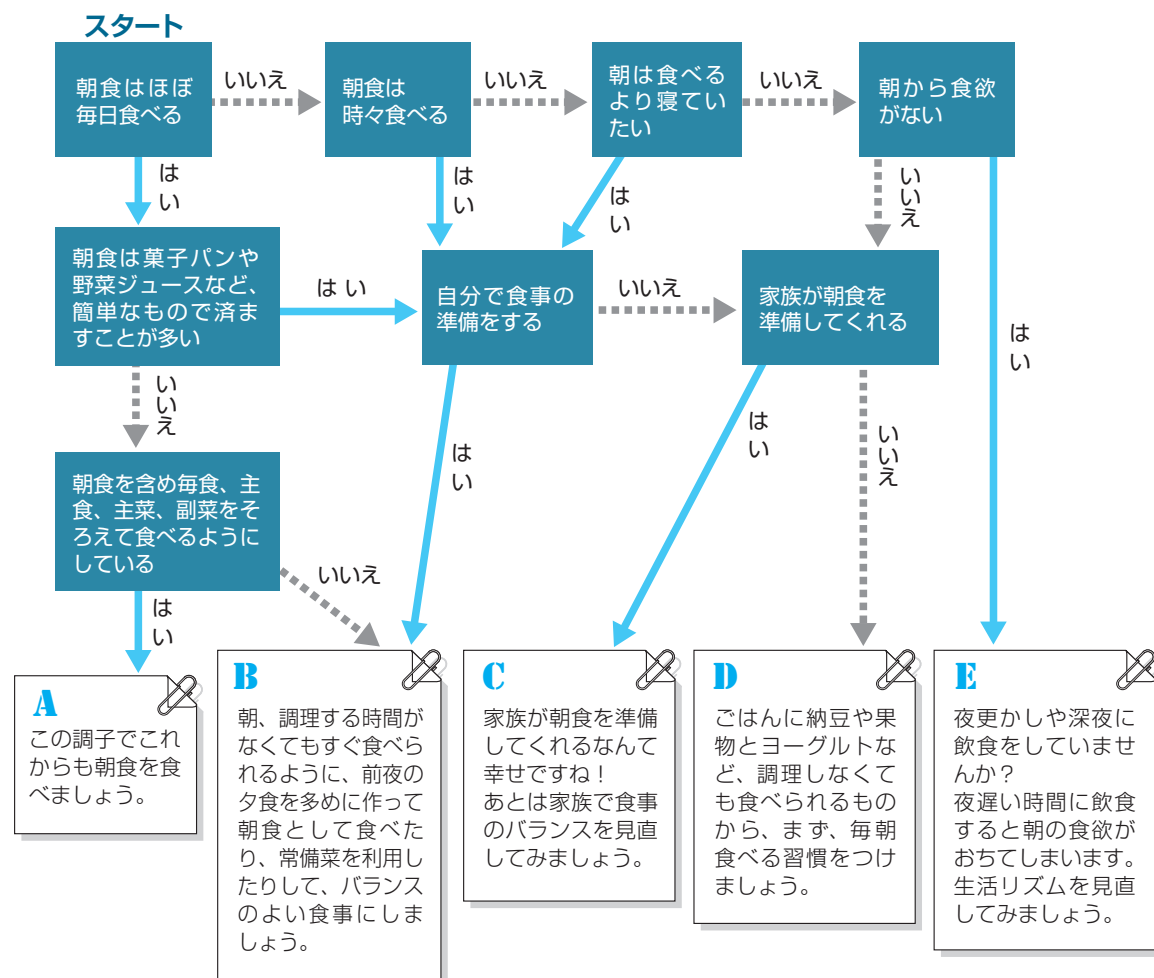 スタート
朝食はほぼ
毎日食べる
いいえ
朝食は
時々食べる
いいえ
朝は食べる
より寝てい
たい
いいえ
朝から食欲
がない
はい
はい
はい
いいえ
朝食は菓子パンや
野菜ジュースなど、
簡単なもので済ま
すことが多い
はい
自分で食事の
準備をする
いいえ
家族が朝食を
準備してくれる
はい
いいえ
はい
はい
いいえ
朝食を含め毎食、主
食、主菜、副菜をそ
ろえて食べるように
している
いいえ
はい
A
この調子でこれ
からも朝食を食
べましょう。
B
朝、調理する時間が
なくてもすぐ食べら
れるように、前夜の
夕食を多めに作って
朝食として食べた
り、常備菜を利用し
たりして、バランス
のよい食事にしま
しょう。
C
家族が朝食を準備
してくれるなんて
幸せですね！
あとは家族で食事
のバランスを見直
してみましょう。
D
ごはんに納豆や果
物とヨーグルトな
ど、調理しなくて
も食べられるもの
から、まず、毎朝
食べる習慣をつけ
ましょう。
E
夜更かしや深夜に
飲食をしていませ
んか？
夜遅い時間に飲食
すると朝の食欲が
おちてしまいます。
生活リズムを見直
してみましょう。